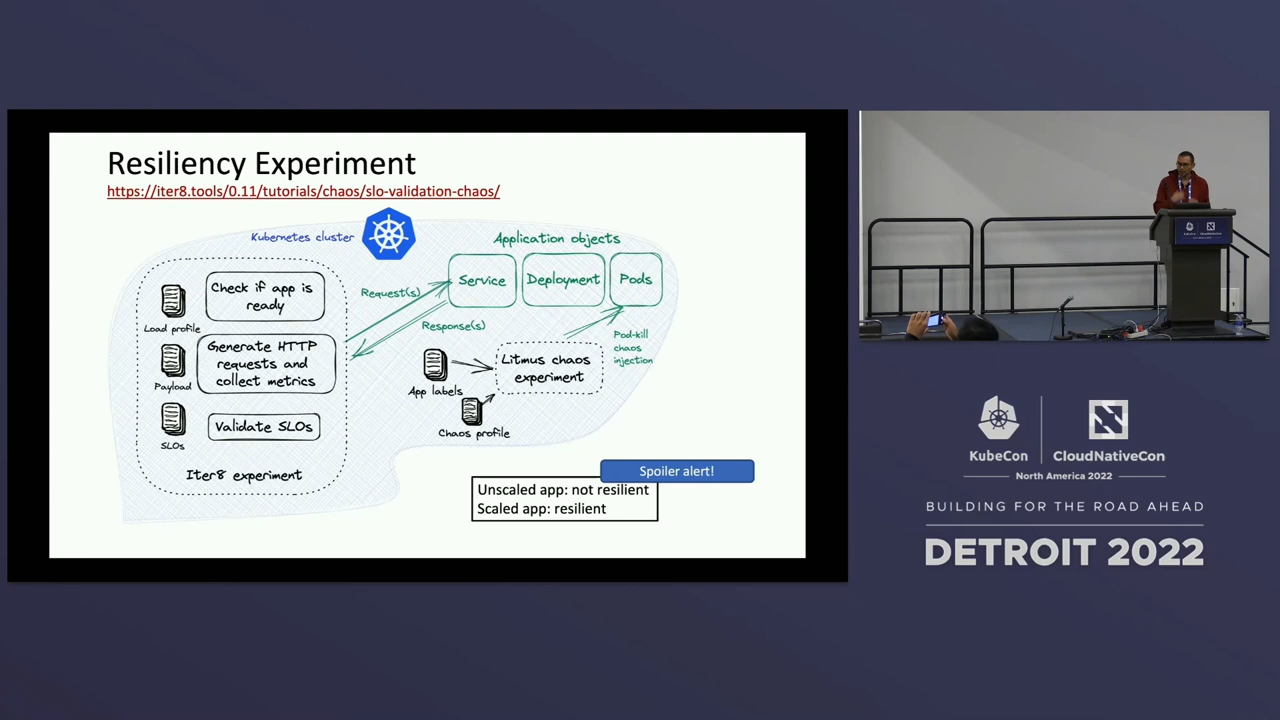 Resiliency Experiment
https://iter8.tools/0.11/tutorials/chaos/slo-validation-chaos/
Kubernetes cluster
Application objects
Check if app is
ready
Load profile
Generate HTTP
requests and
collect metrics
Payload
Validate SLOs
SLOs
Iter8 experiment
Request(s)
Response(s)
Service
Deployment
Pods
Pod-kill
chaos
injection
Litmus chaos
experiment
App labels
Chaos profile
Spoiler alert!
Unscaled app: not resilient
Scaled app: resilient
KubeCon
CloudNativeCon
North America 2022
BUILDING FOR THE ROAD AHEAD
DETROIT 2022